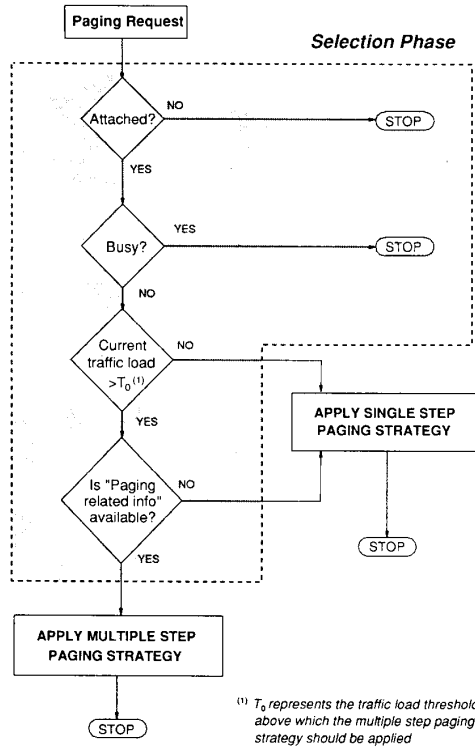 Paging Request
Selection Phase
Attached?
NO
STOP
YES
Busy?
YES
STOP
NO
Current
traffic load
>T₀⁽¹⁾
NO
YES
APPLY SINGLE STEP
PAGING STRATEGY
Is "Paging
related info"
available?
NO
YES
STOP
APPLY MULTIPLE STEP
PAGING STRATEGY
STOP
⁽¹⁾ T₀ represents the traffic load threshold
above which the multiple step paging
strategy should be applied